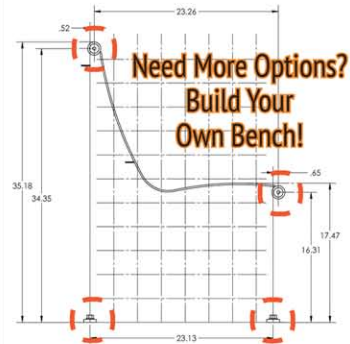 23.26
.52
Need More Options?
Build Your
Own Bench!
.65
35.18
34.35
17.47
16.31
23.13